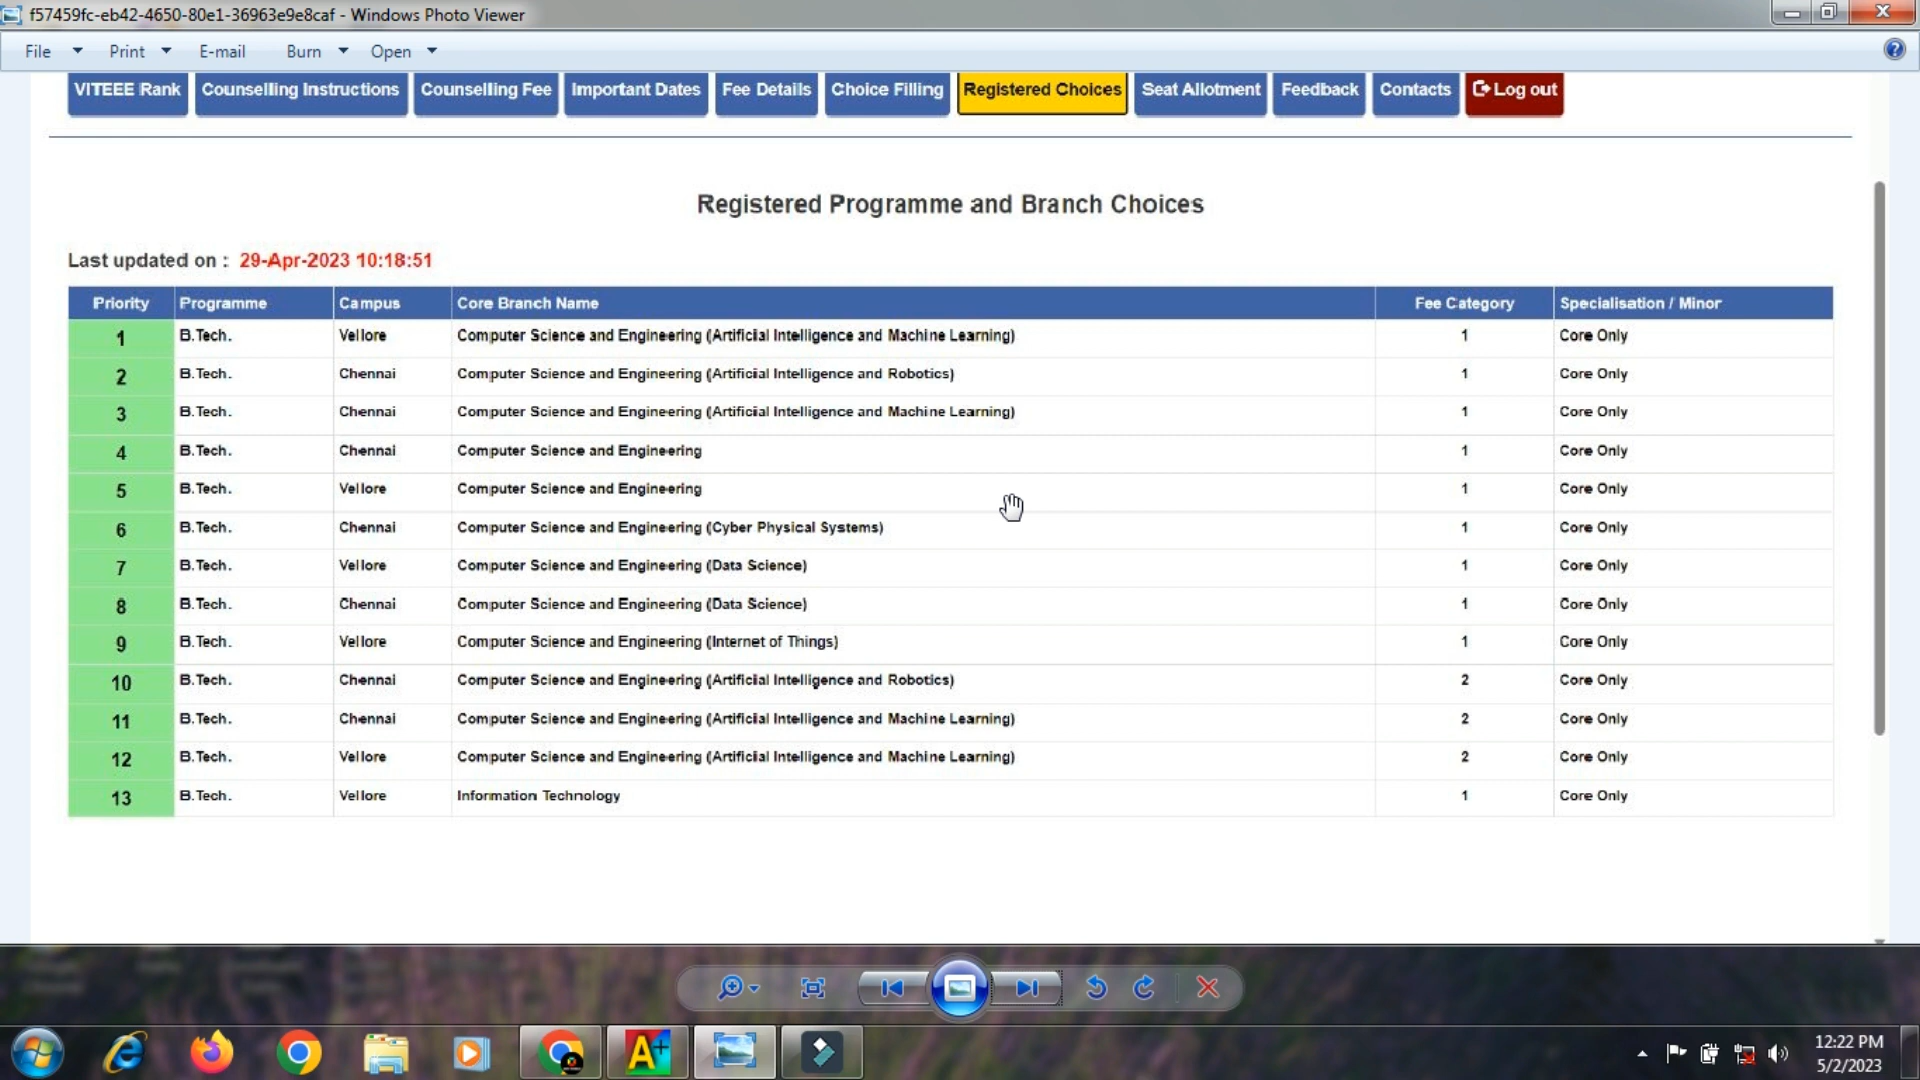 f57459fc-eb42-4650-80e1-36963e9e8caf - Windows Photo Viewer
File Print E-mail Burn Open
VITEEE Rank Counselling Instructions Counselling Fee Important Dates Fee Details Choice Filling Registered Choices Seat Allotment Feedback Contacts Log out
Registered Programme and Branch Choices
Last updated on : 29-Apr-2023 10:18:51
Priority Programme Campus Core Branch Name Fee Category Specialisation / Minor
1 B.Tech. Vellore Computer Science and Engineering (Artificial Intelligence and Machine Learning) 1 Core Only
2 B.Tech. Chennai Computer Science and Engineering (Artificial Intelligence and Robotics) 1 Core Only
3 B.Tech. Chennai Computer Science and Engineering (Artificial Intelligence and Machine Learning) 1 Core Only
4 B.Tech. Chennai Computer Science and Engineering 1 Core Only
5 B.Tech. Vellore Computer Science and Engineering 1 Core Only
6 B.Tech. Chennai Computer Science and Engineering (Cyber Physical Systems) 1 Core Only
7 B.Tech. Vellore Computer Science and Engineering (Data Science) 1 Core Only
8 B.Tech. Chennai Computer Science and Engineering (Data Science) 1 Core Only
9 B.Tech. Vellore Computer Science and Engineering (Internet of Things) 1 Core Only
10 B.Tech. Chennai Computer Science and Engineering (Artificial Intelligence and Robotics) 2 Core Only
11 B.Tech. Chennai Computer Science and Engineering (Artificial Intelligence and Machine Learning) 2 Core Only
12 B.Tech. Vellore Computer Science and Engineering (Artificial Intelligence and Machine Learning) 2 Core Only
13 B.Tech. Vellore Information Technology 1 Core Only
12:22 PM
5/2/2023